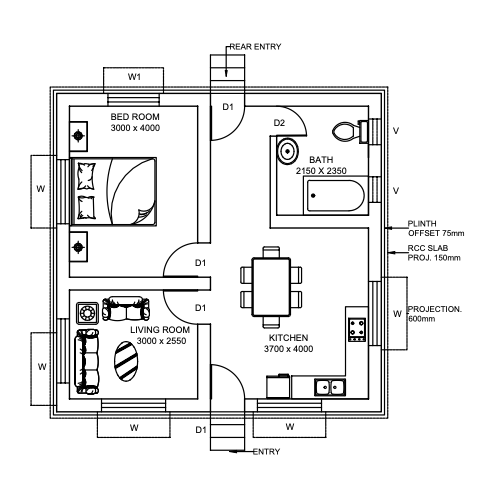 REAR ENTRY
W1
D1
BED ROOM
3000 x 4000
D2
V
BATH
2150 X 2350
W
V
PLINTH
OFFSET 75mm
RCC SLAB
PROJ. 150mm
D1
D1
PROJECTION.
600mm
W
LIVING ROOM
3000 x 2550
KITCHEN
3700 x 4000
W
W
D1
W
ENTRY